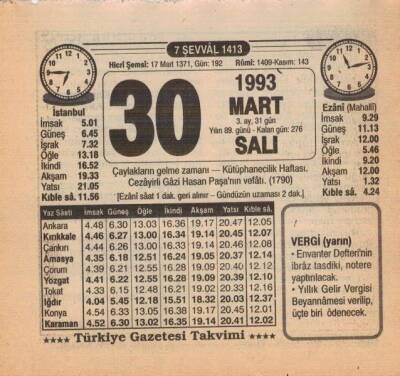 7 ŞEVVÂL 1413
Hicrî Şemsî: 17 Mart 1371, Gün: 192 Rûmî: 1409-Kasım: 143
30
1993
MART
3. ay, 31 gün
Yılın 89. günü - Kalan gün: 276
SALI
İstanbul
İmsak 5.01
Güneş 6.45
İsrak 7.32
Öğle 13.18
İkindi 16.52
Akşam 19.33
Yatsı 21.05
Kıble sâ. 11.56
Ezânî (Mahallî)
İmsak 9.29
Güneş 11.13
İsrak 12.00
Öğle 5.46
İkindi 9.20
Akşam 12.00
Yatsı 1.32
Kıble sâ. 4.24
Çaylakların gelme zamanı — Kütüphanecilik Haftası.
Cezâyirli Gâzi Hasan Paşa'nın vefâtı. (1790)
[Ezânî sâat 1 dak. geri alınır – Gündüzün uzaması 2 dak.]
Yaz Sâati İmsak Güneş Öğle İkindi Akşam Yatsı Kıble sâ.
Ankara 4.48 6.30 13.03 16.36 19.17 20.47 12.05
Kırıkkale 4.46 6.27 13.00 16.34 19.14 20.45 12.07
Çankırı 4.44 6.26 13.00 16.33 19.15 20.46 12.08
Amasya 4.35 6.18 12.51 16.24 19.05 20.37 12.14
Çorum 4.39 6.21 12.55 16.28 19.09 20.40 12.12
Yozgat 4.41 6.22 12.55 16.28 19.09 20.39 12.10
Tokat 4.33 6.15 12.48 16.21 19.02 20.33 12.16
Iğdır 4.04 5.45 12.18 15.51 18.32 20.03 12.37
Konya 4.54 6.33 13.05 16.38 19.17 20.45 12.01
Karaman 4.52 6.30 13.02 16.35 19.14 20.41 12.02
VERGİ (yarın)
• Envanter Defteri'nin
ibrâz tasdiki, notere
yaptırılacak.
• Yıllık Gelir Vergisi
Beyannâmesi verilip,
üçte biri ödenecek.
★★★★ Türkiye Gazetesi Takvimi ★★★★